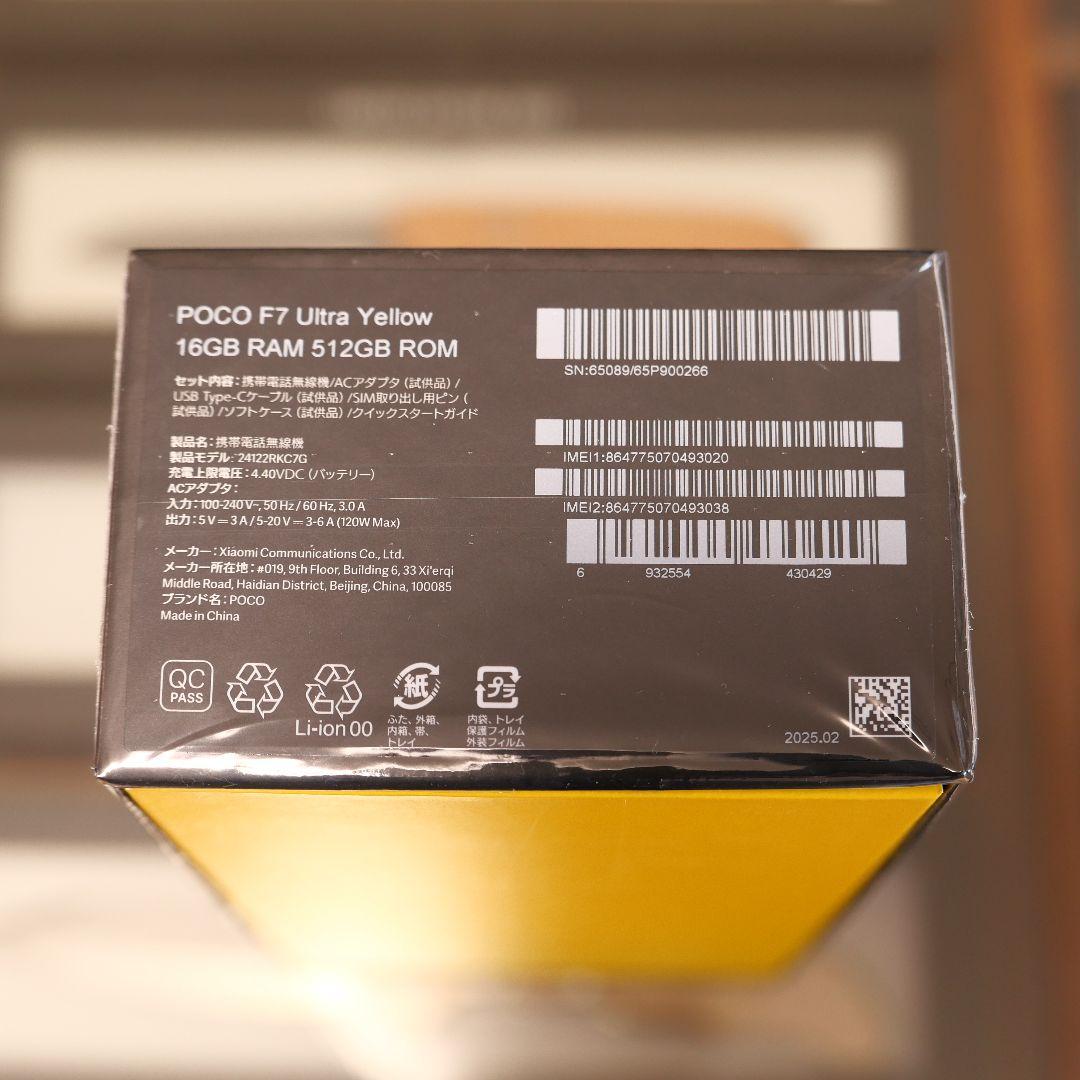 POCO F7 Ultra Yellow
16GB RAM 512GB ROM
セット内容：携帯電話無線機/ACアダプタ（試供品）/
USB Type-Cケーブル（試供品）/SIM取り出し用ピン（
試供品）/ソフトケース（試供品）/クイックスタートガイド
製品名：携帯電話無線機
製品モデル：24122RKC7G
充電上限電圧：4.40VDC（バッテリー）
ACアダプタ：
入力：100-240 V~, 50 Hz / 60 Hz, 3.0 A
出力：5 V⎓3 A / 5-20 V⎓3-6 A (120W Max)
メーカー：Xiaomi Communications Co., Ltd.
メーカー所在地：#019, 9th Floor, Building 6, 33 Xi'erqi
Middle Road, Haidian District, Beijing, China, 100085
ブランド名：POCO
Made in China
SN:65089/65P900266
IMEI1:864775070493020
IMEI2:864775070493038
6 932554 430429
QC
PASS
Li-ion 00
紙
ふた、外箱、
内箱、帯、
トレイ
プラ
内袋、トレイ
保護フィルム
外装フィルム
2025.02